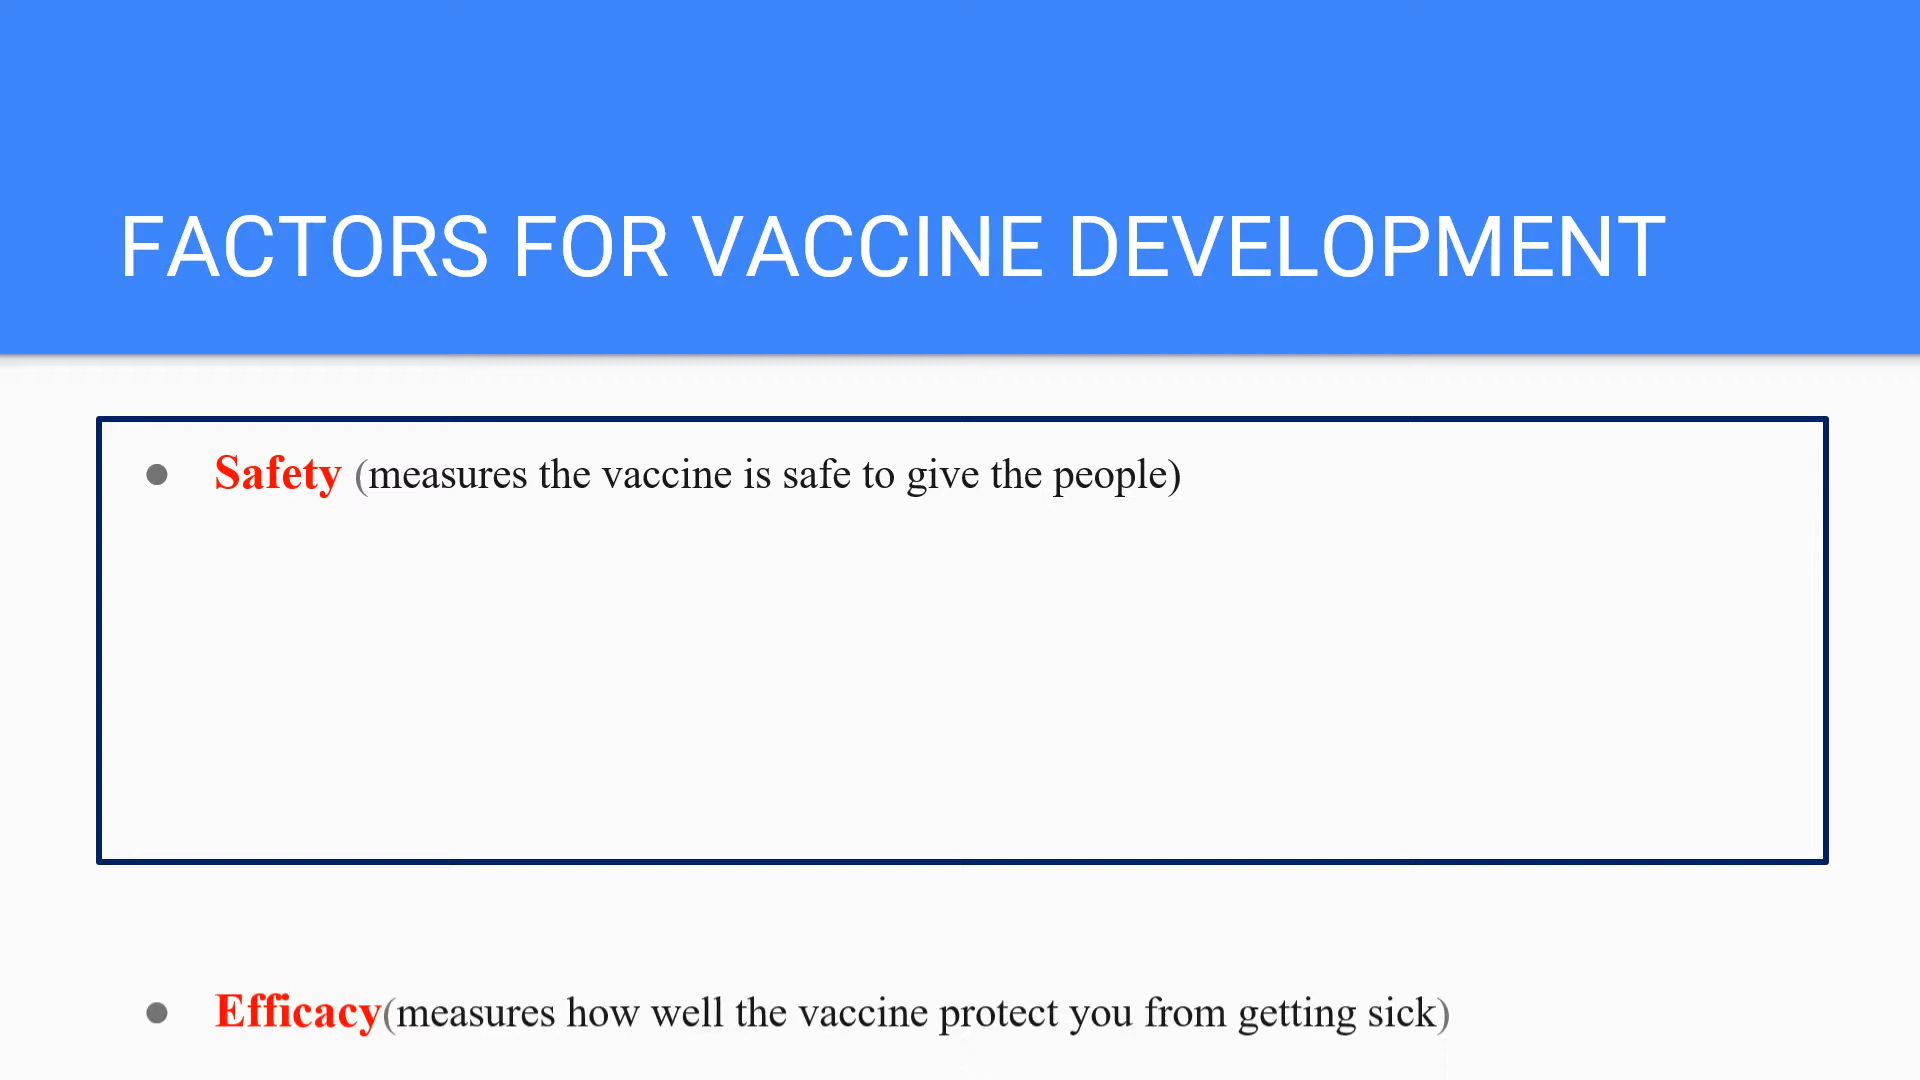 FACTORS FOR VACCINE DEVELOPMENT
● Safety (measures the vaccine is safe to give the people)
● Efficacy(measures how well the vaccine protect you from getting sick)